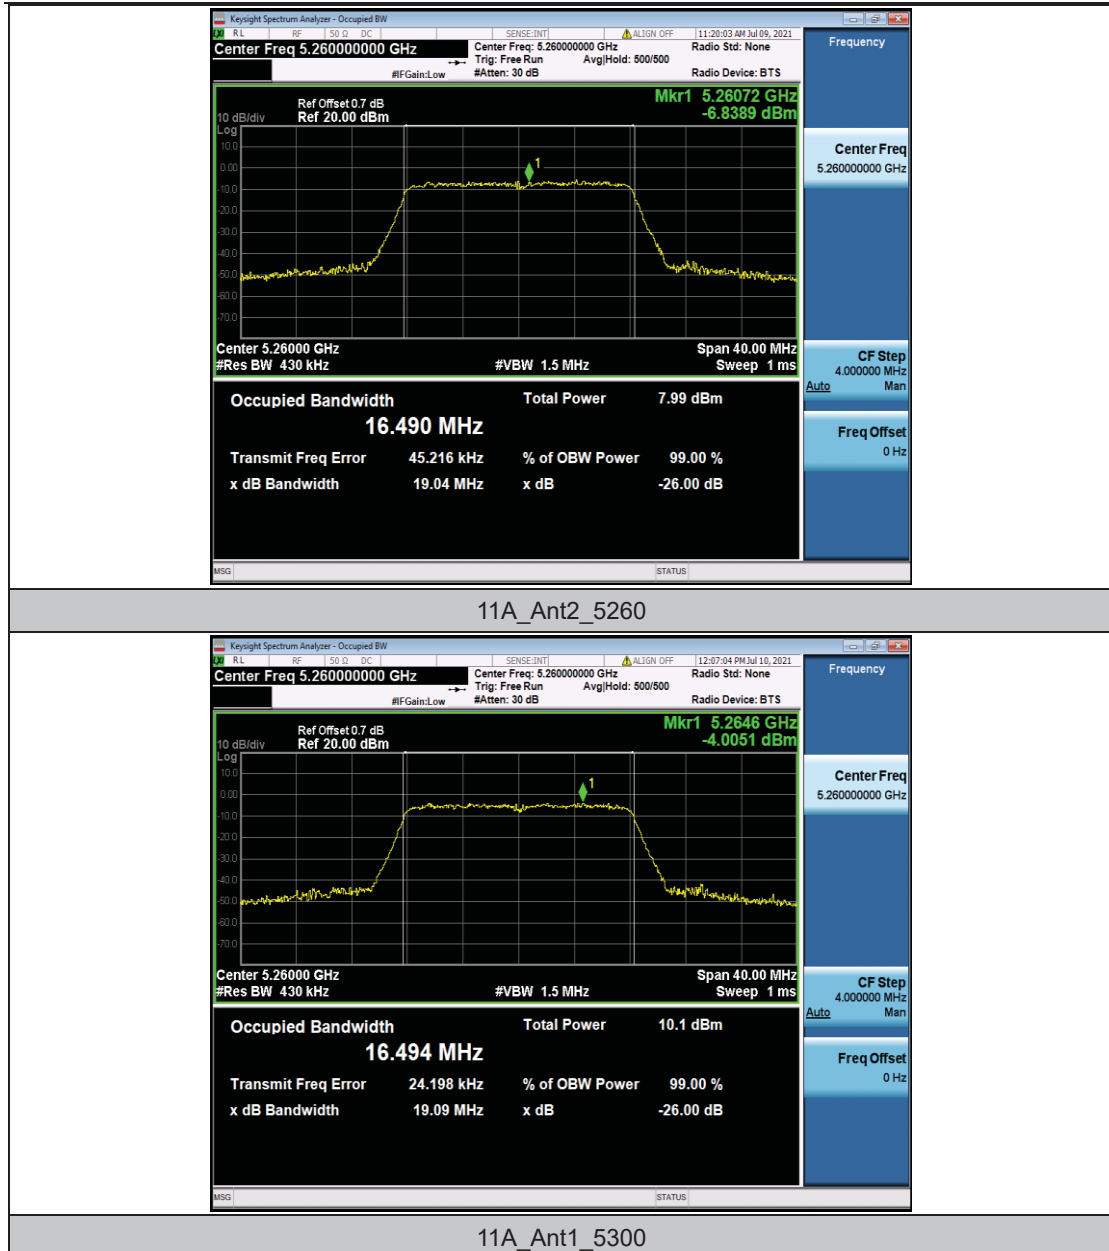 Keysight Spectrum Analyzer - Occupied BW
LXI RL RF 50 Ω DC SENSE:INT ALIGN OFF 11:20:03 AM Jul 09, 2021
Center Freq 5.260000000 GHz
Center Freq: 5.260000000 GHz Radio Std: None
Trig: Free Run Avg|Hold: 500/500
#IFGain:Low #Atten: 30 dB Radio Device: BTS
Frequency
Mkr1 5.26072 GHz
-6.8389 dBm
Ref Offset 0.7 dB
10 dB/div Ref 20.00 dBm
Log
10.0
0.00
-10.0
-20.0
-30.0
-40.0
-50.0
-60.0
-70.0
1
Center Freq
5.260000000 GHz
Center 5.26000 GHz Span 40.00 MHz
#Res BW 430 kHz #VBW 1.5 MHz Sweep 1 ms
CF Step
4.000000 MHz
Auto Man
Occupied Bandwidth Total Power 7.99 dBm
16.490 MHz
Transmit Freq Error 45.216 kHz % of OBW Power 99.00 %
x dB Bandwidth 19.04 MHz x dB -26.00 dB
Freq Offset
0 Hz
MSG STATUS
11A_Ant2_5260
Keysight Spectrum Analyzer - Occupied BW
LXI RL RF 50 Ω DC SENSE:INT ALIGN OFF 12:07:04 PM Jul 10, 2021
Center Freq 5.260000000 GHz
Center Freq: 5.260000000 GHz Radio Std: None
Trig: Free Run Avg|Hold: 500/500
#IFGain:Low #Atten: 30 dB Radio Device: BTS
Frequency
Mkr1 5.2646 GHz
-4.0051 dBm
Ref Offset 0.7 dB
10 dB/div Ref 20.00 dBm
Log
10.0
0.00
-10.0
-20.0
-30.0
-40.0
-50.0
-60.0
-70.0
1
Center Freq
5.260000000 GHz
Center 5.26000 GHz Span 40.00 MHz
#Res BW 430 kHz #VBW 1.5 MHz Sweep 1 ms
CF Step
4.000000 MHz
Auto Man
Occupied Bandwidth Total Power 10.1 dBm
16.494 MHz
Transmit Freq Error 24.198 kHz % of OBW Power 99.00 %
x dB Bandwidth 19.09 MHz x dB -26.00 dB
Freq Offset
0 Hz
MSG STATUS
11A_Ant1_5300